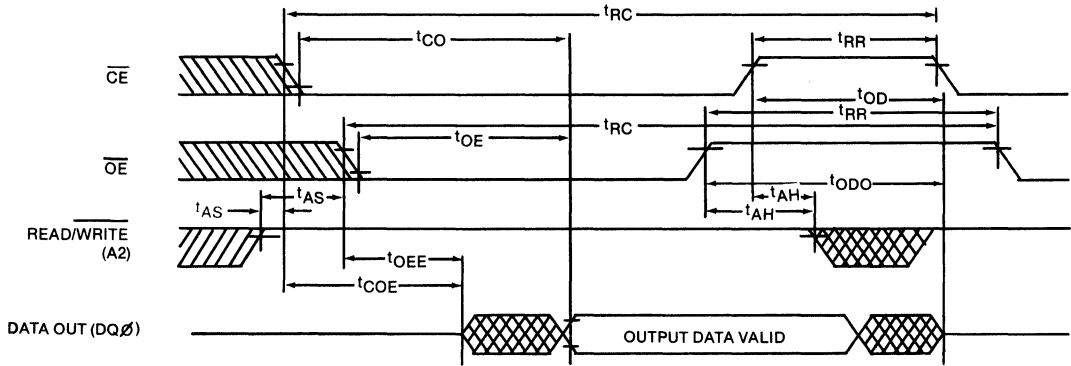 tRC
tCO
tRR
CE
tOD
tRR
tRC
tOE
OE
tODO
tAS
tAH
tAS
tAH
READ/WRITE
(A2)
tOEE
tCOE
DATA OUT (DQØ)
OUTPUT DATA VALID